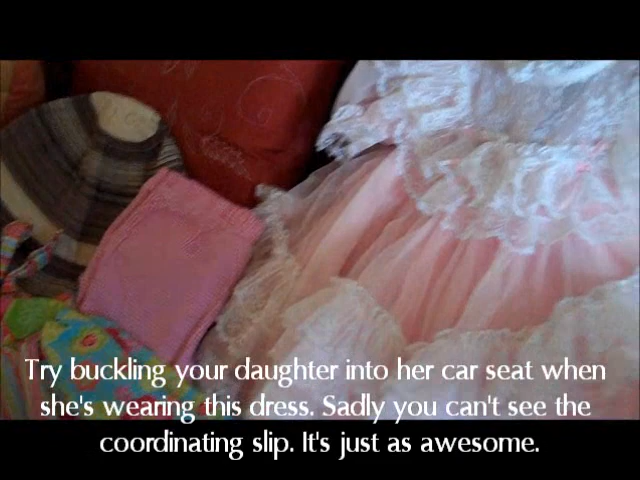 Try buckling your daughter into her car seat when
she's wearing this dress. Sadly you can't see the
coordinating slip. It's just as awesome.